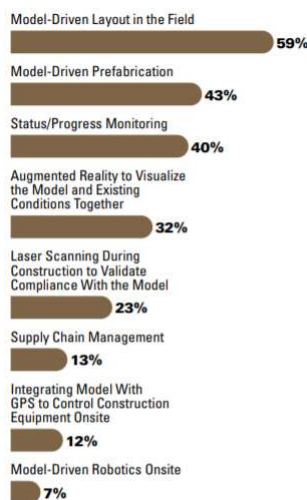 Model-Driven Layout in the Field
59%
Model-Driven Prefabrication
43%
Status/Progress Monitoring
40%
Augmented Reality to Visualize
the Model and Existing
Conditions Together
32%
Laser Scanning During
Construction to Validate
Compliance With the Model
23%
Supply Chain Management
13%
Integrating Model With
GPS to Control Construction
Equipment Onsite
12%
Model-Driven Robotics Onsite
7%